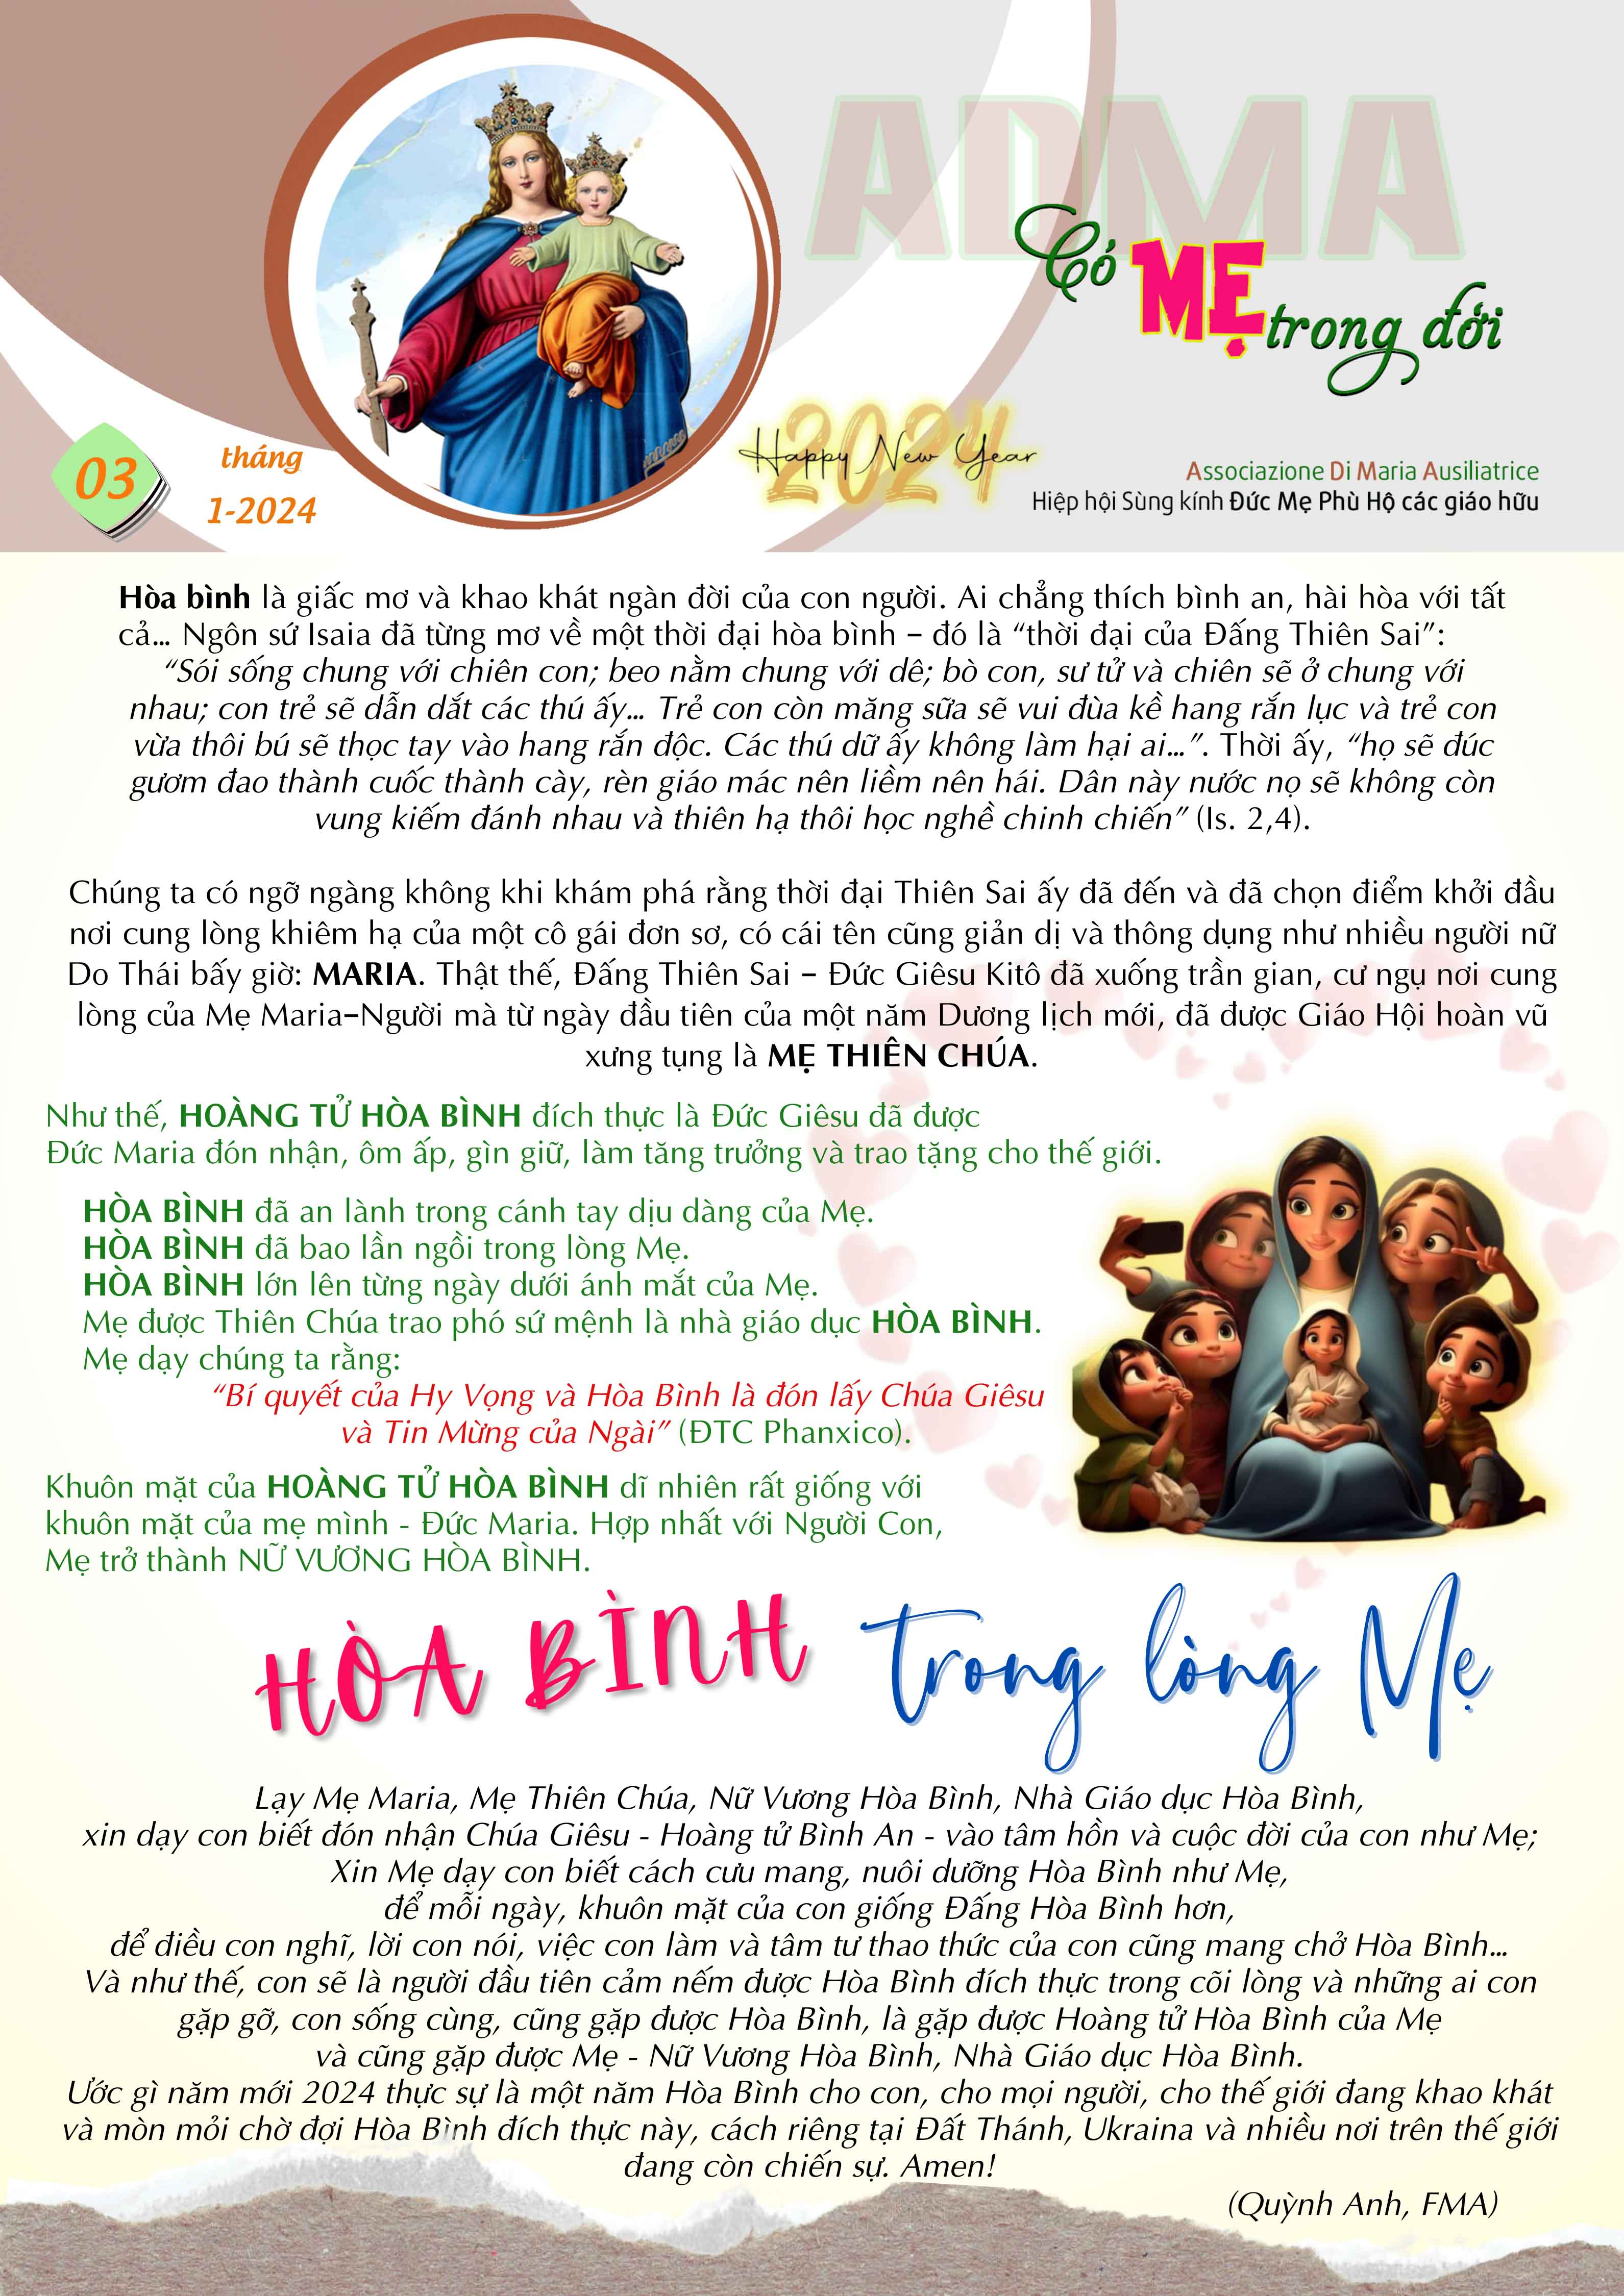 ADMA
Có MẸ trong đời
2024
Happy New Year
03
tháng
1-2024
Associazione Di Maria Ausiliatrice
Hiệp hội Sùng kính Đức Mẹ Phù Hộ các giáo hữu
Hòa bình là giấc mơ và khao khát ngàn đời của con người. Ai chẳng thích bình an, hài hòa với tất
cả... Ngôn sứ Isaia đã từng mơ về một thời đại hòa bình – đó là “thời đại của Đấng Thiên Sai”:
“Sói sống chung với chiên con; beo nằm chung với dê; bò con, sư tử và chiên sẽ ở chung với
nhau; con trẻ sẽ dẫn dắt các thú ấy... Trẻ con còn măng sữa sẽ vui đùa kề hang rắn lục và trẻ con
vừa thôi bú sẽ thọc tay vào hang rắn độc. Các thú dữ ấy không làm hại ai...”. Thời ấy, “họ sẽ đúc
gươm đao thành cuốc thành cày, rèn giáo mác nên liềm nên hái. Dân này nước nọ sẽ không còn
vung kiếm đánh nhau và thiên hạ thôi học nghề chinh chiến” (Is. 2,4).
Chúng ta có ngỡ ngàng không khi khám phá rằng thời đại Thiên Sai ấy đã đến và đã chọn điểm khởi đầu
nơi cung lòng khiêm hạ của một cô gái đơn sơ, có cái tên cũng giản dị và thông dụng như nhiều người nữ
Do Thái bấy giờ: MARIA. Thật thế, Đấng Thiên Sai – Đức Giêsu Kitô đã xuống trần gian, cư ngụ nơi cung
lòng của Mẹ Maria–Người mà từ ngày đầu tiên của một năm Dương lịch mới, đã được Giáo Hội hoàn vũ
xưng tụng là MẸ THIÊN CHÚA.
Như thế, HOÀNG TỬ HÒA BÌNH đích thực là Đức Giêsu đã được
Đức Maria đón nhận, ôm ấp, gìn giữ, làm tăng trưởng và trao tặng cho thế giới.
HÒA BÌNH đã an lành trong cánh tay dịu dàng của Mẹ.
HÒA BÌNH đã bao lần ngồi trong lòng Mẹ.
HÒA BÌNH lớn lên từng ngày dưới ánh mắt của Mẹ.
Mẹ được Thiên Chúa trao phó sứ mệnh là nhà giáo dục HÒA BÌNH.
Mẹ dạy chúng ta rằng:
“Bí quyết của Hy Vọng và Hòa Bình là đón lấy Chúa Giêsu
và Tin Mừng của Ngài” (ĐTC Phanxico).
Khuôn mặt của HOÀNG TỬ HÒA BÌNH dĩ nhiên rất giống với
khuôn mặt của mẹ mình - Đức Maria. Hợp nhất với Người Con,
Mẹ trở thành NỮ VƯƠNG HÒA BÌNH.
HÒA BÌNH trong lòng Mẹ
Lạy Mẹ Maria, Mẹ Thiên Chúa, Nữ Vương Hòa Bình, Nhà Giáo dục Hòa Bình,
xin dạy con biết đón nhận Chúa Giêsu - Hoàng tử Bình An - vào tâm hồn và cuộc đời của con như Mẹ;
Xin Mẹ dạy con biết cách cưu mang, nuôi dưỡng Hòa Bình như Mẹ,
để mỗi ngày, khuôn mặt của con giống Đấng Hòa Bình hơn,
để điều con nghĩ, lời con nói, việc con làm và tâm tư thao thức của con cũng mang chở Hòa Bình...
Và như thế, con sẽ là người đầu tiên cảm nếm được Hòa Bình đích thực trong cõi lòng và những ai con
gặp gỡ, con sống cùng, cũng gặp được Hòa Bình, là gặp được Hoàng tử Hòa Bình của Mẹ
và cũng gặp được Mẹ - Nữ Vương Hòa Bình, Nhà Giáo dục Hòa Bình.
Ước gì năm mới 2024 thực sự là một năm Hòa Bình cho con, cho mọi người, cho thế giới đang khao khát
và mòn mỏi chờ đợi Hòa Bình đích thực này, cách riêng tại Đất Thánh, Ukraina và nhiều nơi trên thế giới
đang còn chiến sự. Amen!
(Quỳnh Anh, FMA)